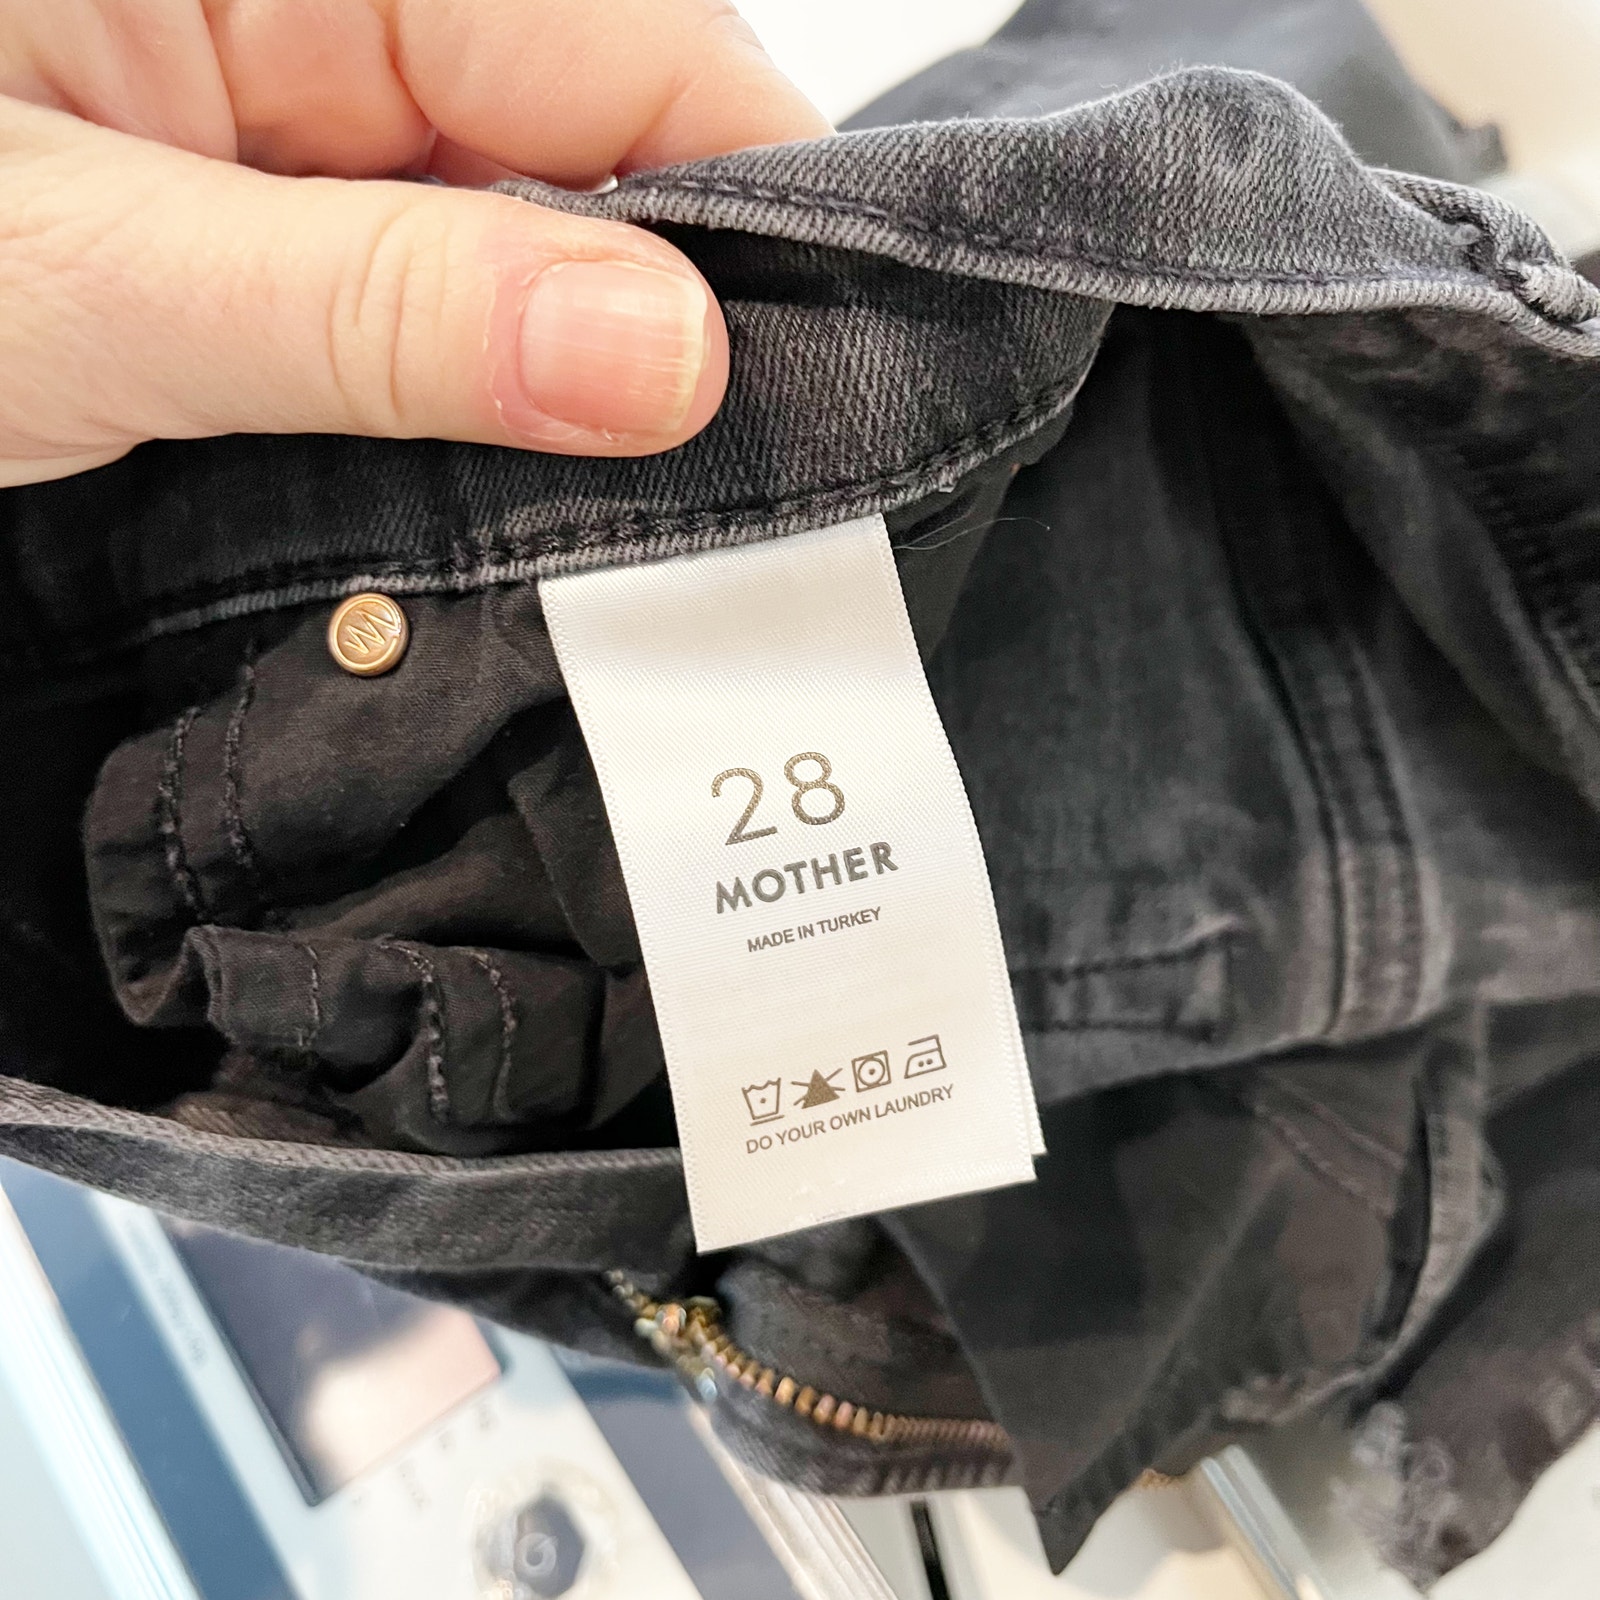 28
MOTHER
MADE IN TURKEY
DO YOUR OWN LAUNDRY